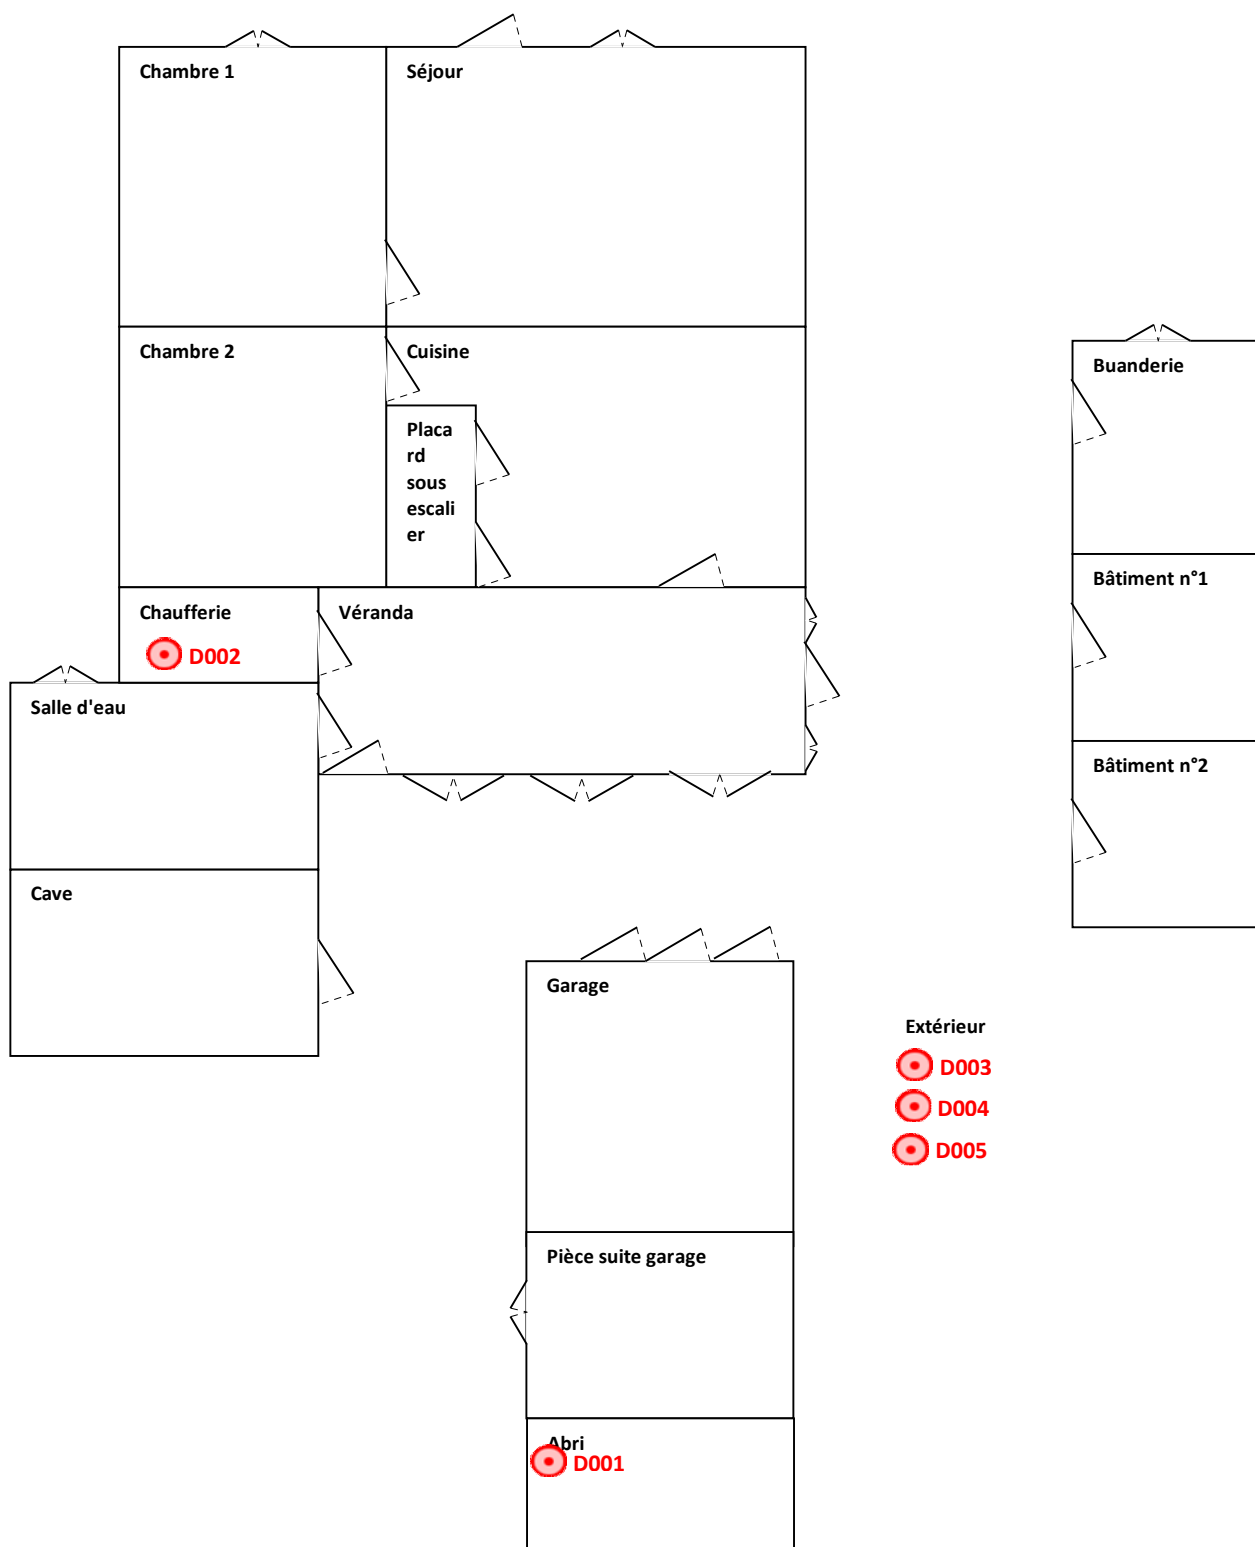 Chambre 1
Séjour
Chambre 2
Cuisine
Buanderie
Placa
rd
sous
escali
er
Bâtiment n°1
Chaufferie
Véranda
D002
Salle d'eau
Bâtiment n°2
Cave
Garage
Extérieur
D003
D004
D005
Pièce suite garage
Abri
D001